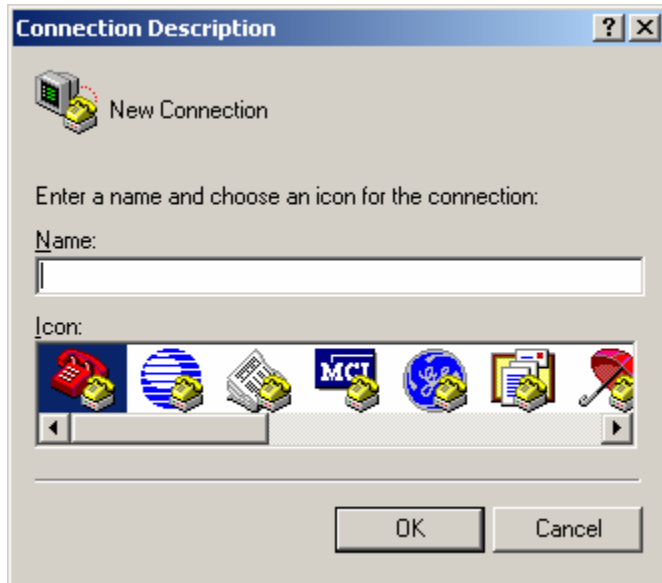 Connection Description
New Connection
Enter a name and choose an icon for the connection:
Name:
Icon:
MCI
OK Cancel